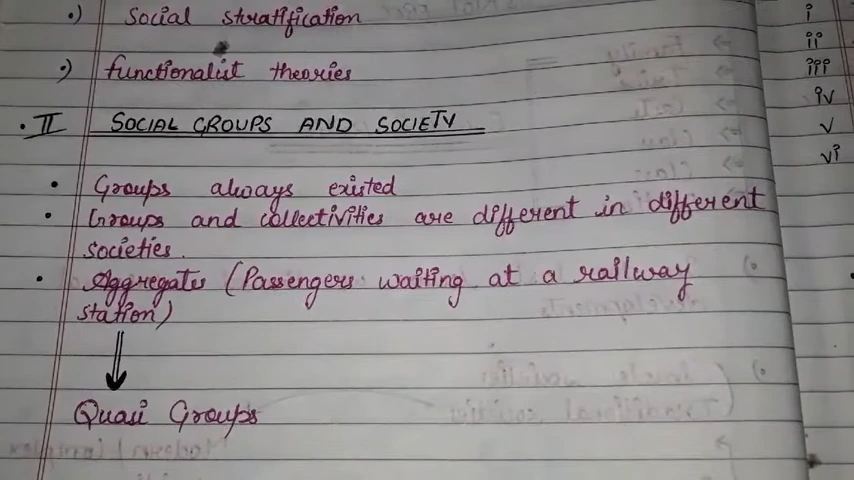 •) Social stratification
•) functionalist theories
• II SOCIAL GROUPS AND SOCIETY
• Groups always existed
• Groups and collectivities are different in different
societies.
• Aggregates (Passengers waiting at a railway
station)
Quasi Groups
i
ii
iii
iv
v
vi